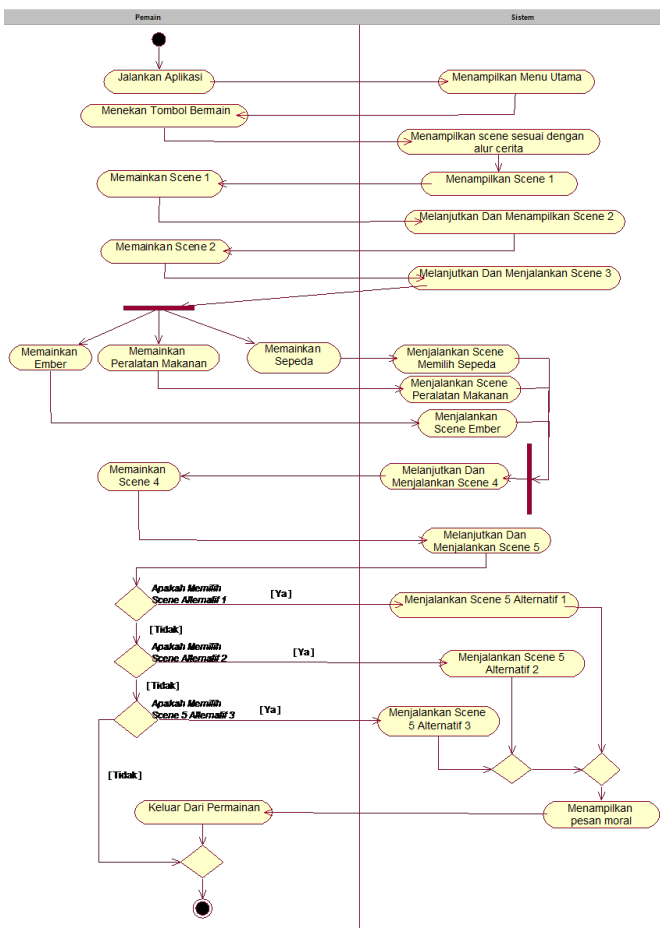 Pemain
Sistem
Jalankan Aplikasi
Menampilkan Menu Utama
Menekan Tombol Bermain
Menampilkan scene sesuai dengan
alur cerita
Memainkan Scene 1
Menampilkan Scene 1
Melanjutkan Dan Menampilkan Scene 2
Memainkan Scene 2
Melanjutkan Dan Menjalankan Scene 3
Memainkan
Ember
Memainkan
Peralatan Makanan
Memainkan
Sepeda
Menjalankan Scene
Memilih Sepeda
Menjalankan Scene
Peralatan Makanan
Menjalankan
Scene Ember
Memainkan
Scene 4
Melanjutkan Dan
Menjalankan Scene 4
Melanjutkan Dan
Menjalankan Scene 5
Apakah Memilih
Scene Alternatif 1
[Ya]
Menjalankan Scene 5 Alternatif 1
[Tidak]
Apakah Memilih
Scene Alternatif 2
[Ya]
Menjalankan Scene 5
Alternatif 2
[Tidak]
Apakah Memilih
Scene 5 Alternatif 3
[Ya]
Menjalankan Scene
5 Alternatif 3
[Tidak]
Keluar Dari Permainan
Menampilkan
pesan moral